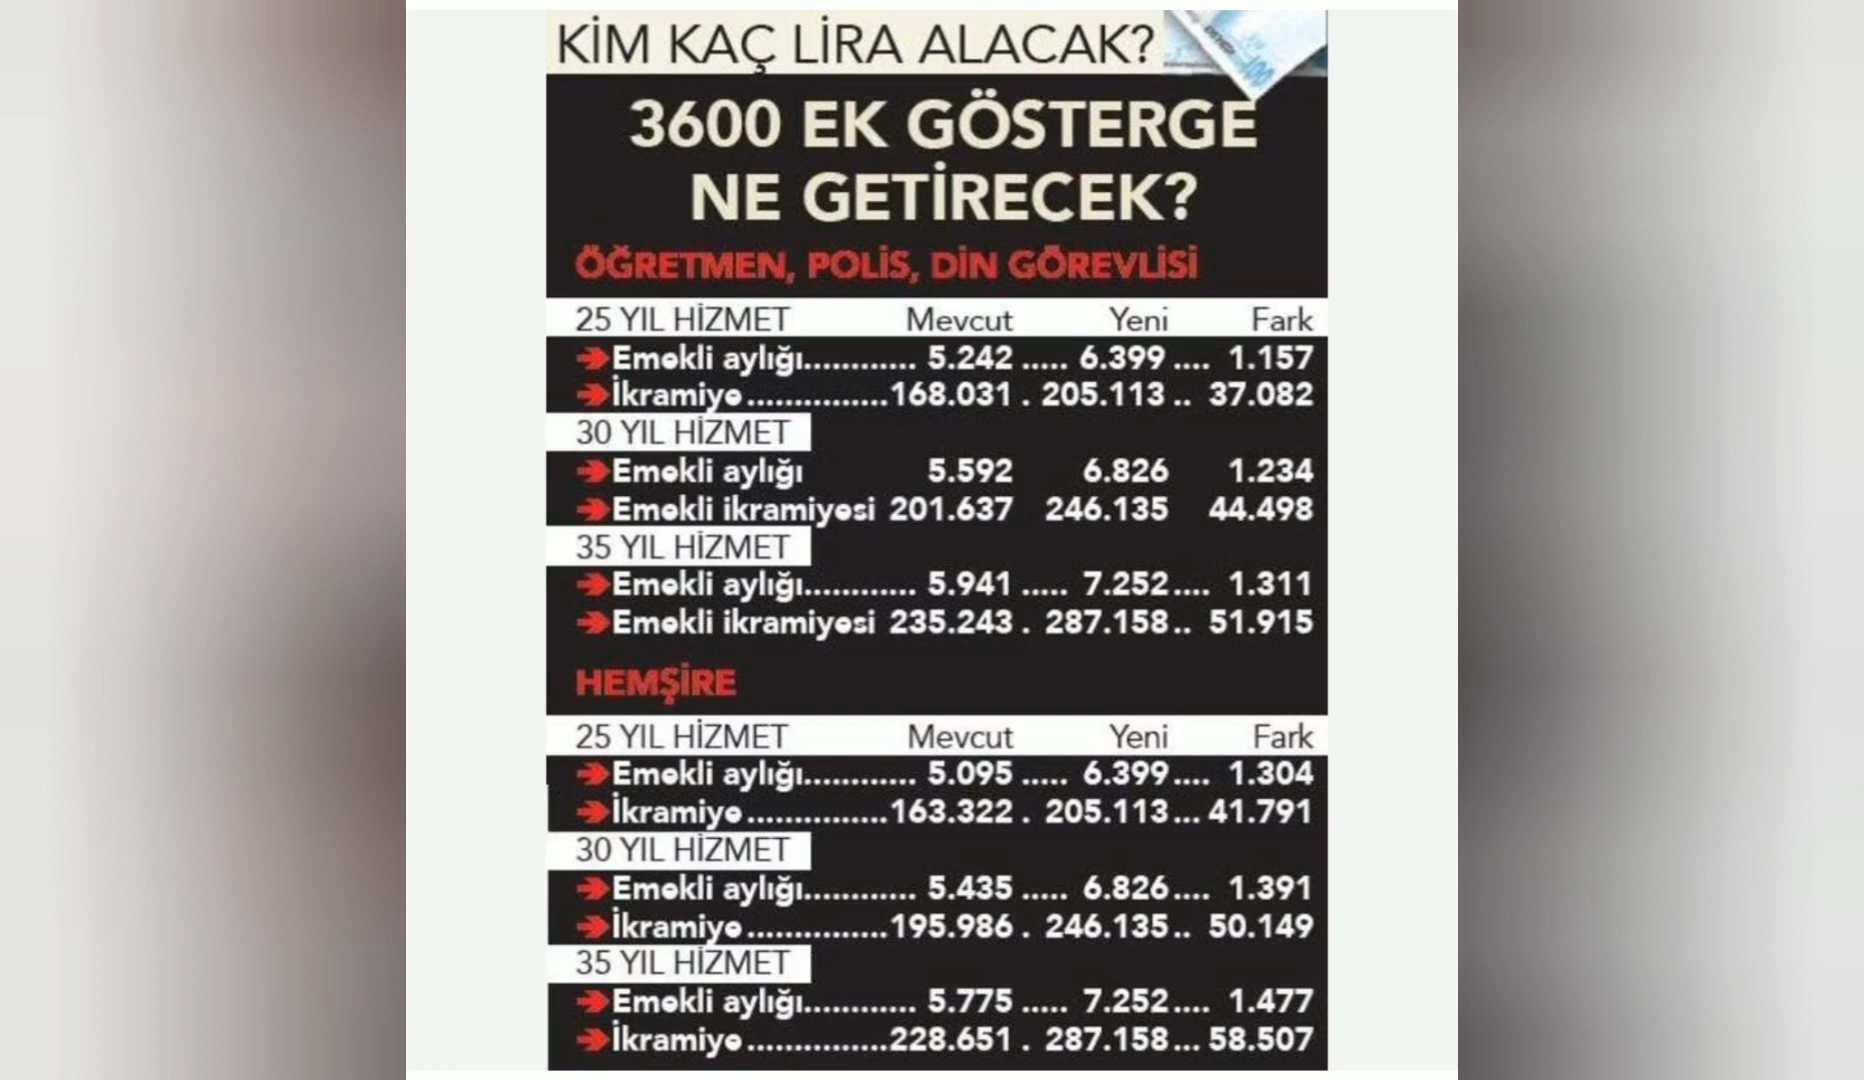 KİM KAÇ LİRA ALACAK?
3600 EK GÖSTERGE
NE GETİRECEK?
ÖĞRETMEN, POLİS, DİN GÖREVLİSİ
25 YIL HİZMET Mevcut Yeni Fark
Emekli aylığı............ 5.242 ..... 6.399 .... 1.157
İkramiye...............168.031 . 205.113 .. 37.082
30 YIL HİZMET
Emekli aylığı 5.592 6.826 1.234
Emekli ikramiyesi 201.637 246.135 44.498
35 YIL HİZMET
Emekli aylığı............ 5.941 ..... 7.252.... 1.311
Emekli ikramiyesi 235.243 . 287.158.. 51.915
HEMŞİRE
25 YIL HİZMET Mevcut Yeni Fark
Emekli aylığı............ 5.095 ..... 6.399.... 1.304
İkramiye...............163.322 . 205.113... 41.791
30 YIL HİZMET
Emekli aylığı............ 5.435 ..... 6.826.... 1.391
İkramiye...............195.986 . 246.135.. 50.149
35 YIL HİZMET
Emekli aylığı............ 5.775 ..... 7.252.... 1.477
İkramiye...............228.651 . 287.158... 58.507